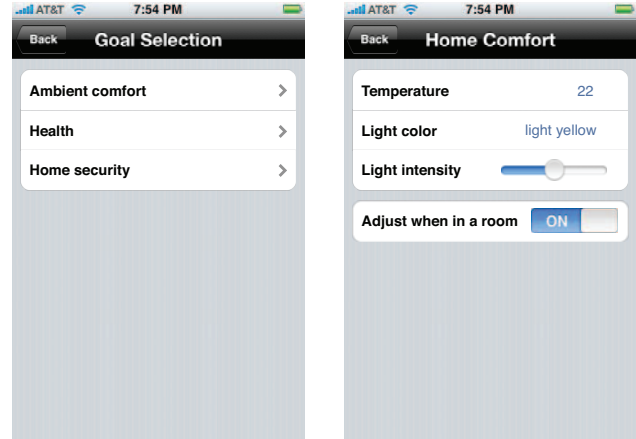 AT&T 7:54 PM
Back Goal Selection
Ambient comfort
Health
Home security
AT&T 7:54 PM
Back Home Comfort
Temperature 22
Light color light yellow
Light intensity
Adjust when in a room ON